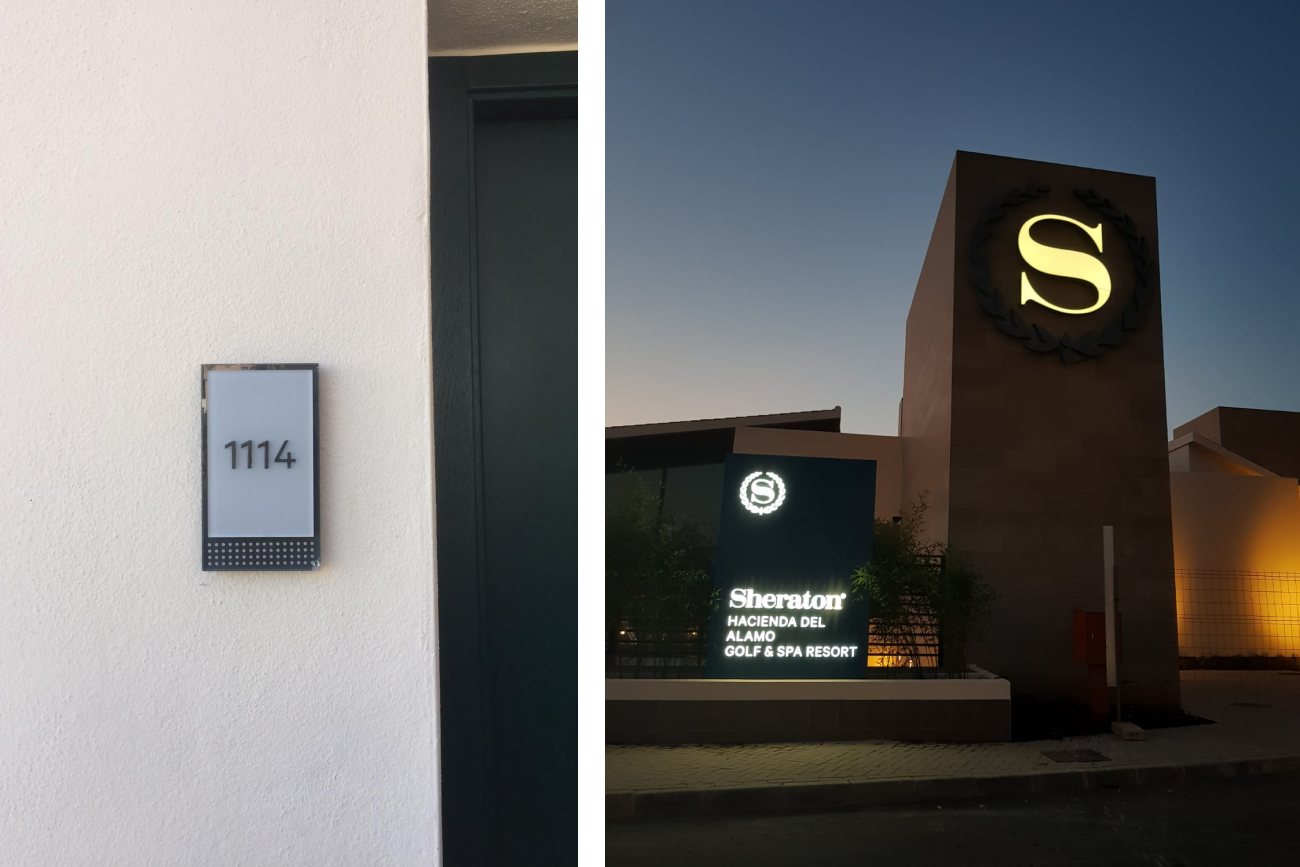 1114
S
S
Sheraton
HACIENDA DEL
ALAMO
GOLF & SPA RESORT